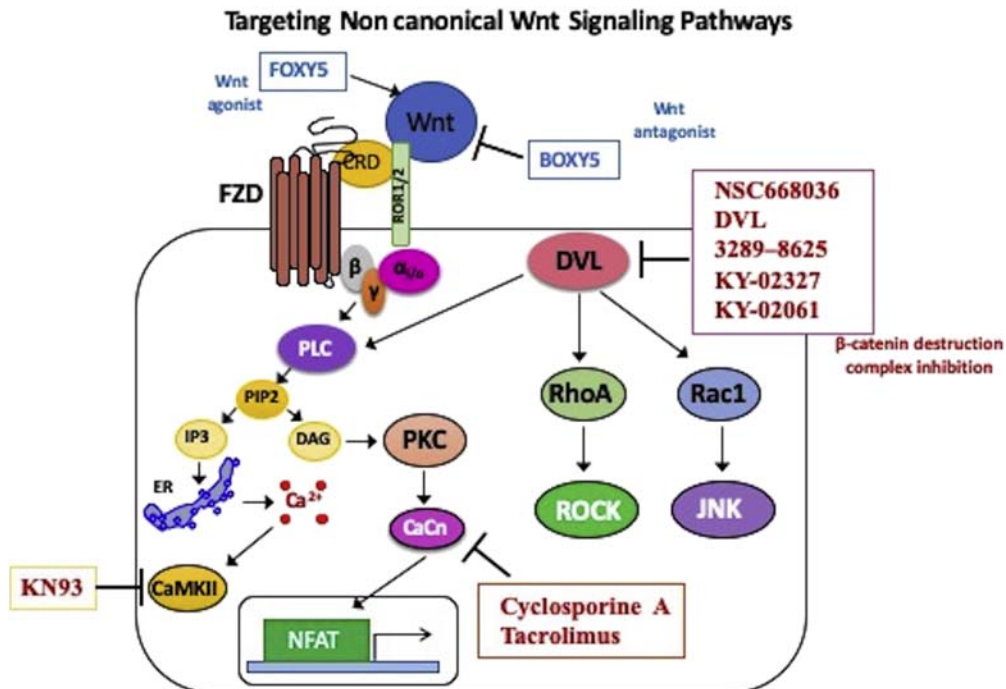 Targeting Non canonical Wnt Signaling Pathways
Wnt
agonist
FOXY5
Wnt
Wnt
antagonist
BOXY5
CRD
ROR1/2
FZD
NSC668036
DVL
3289–8625
KY-02327
KY-02061
β-catenin destruction
complex inhibition
β
γ
αi/o
DVL
PLC
PIP2
IP3
DAG
PKC
RhoA
Rac1
ER
Ca2+
CaCn
ROCK
JNK
KN93
CaMKII
Cyclosporine A
Tacrolimus
NFAT